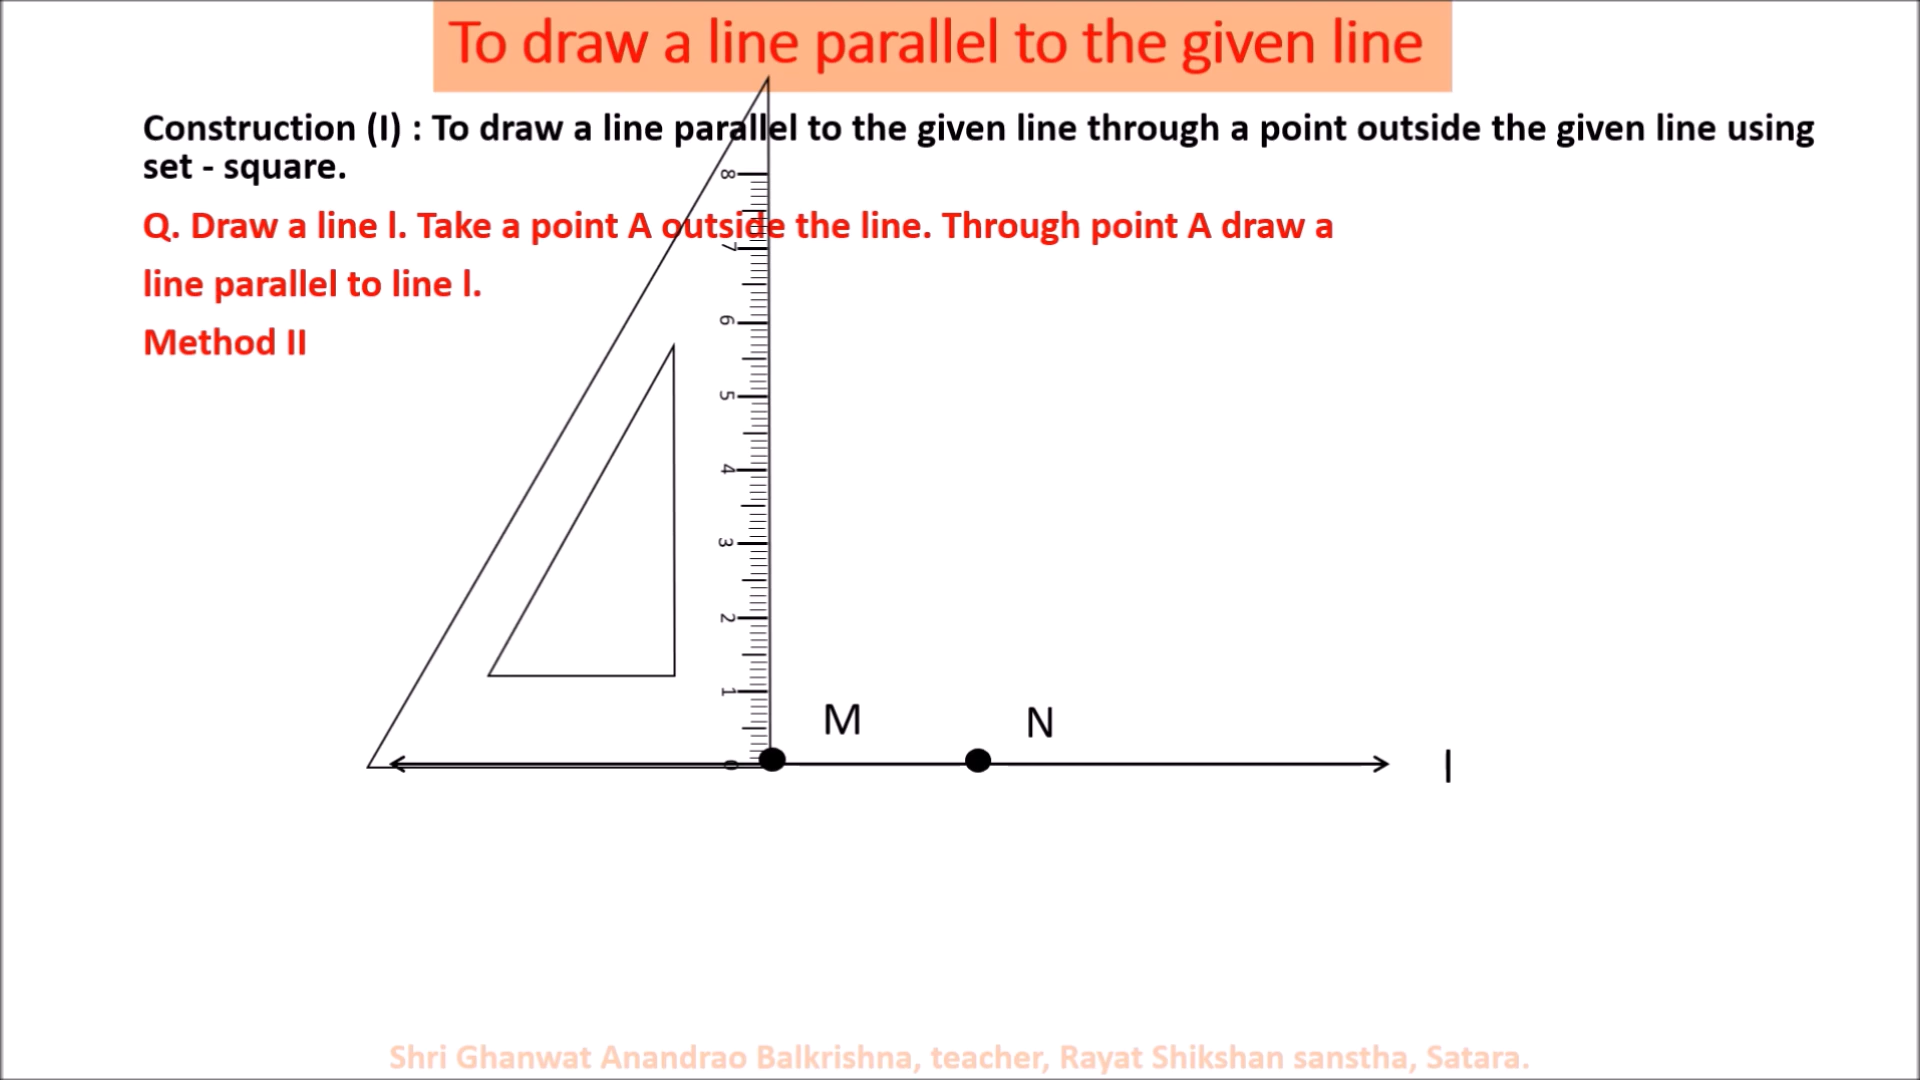 To draw a line parallel to the given line
Construction (I) : To draw a line parallel to the given line through a point outside the given line using
set - square.
Q. Draw a line l. Take a point A outside the line. Through point A draw a
line parallel to line l.
Method II
8
7
6
5
4
3
2
1
0
M
N
l
Shri Ghanwat Anandrao Balkrishna, teacher, Rayat Shikshan sanstha, Satara.